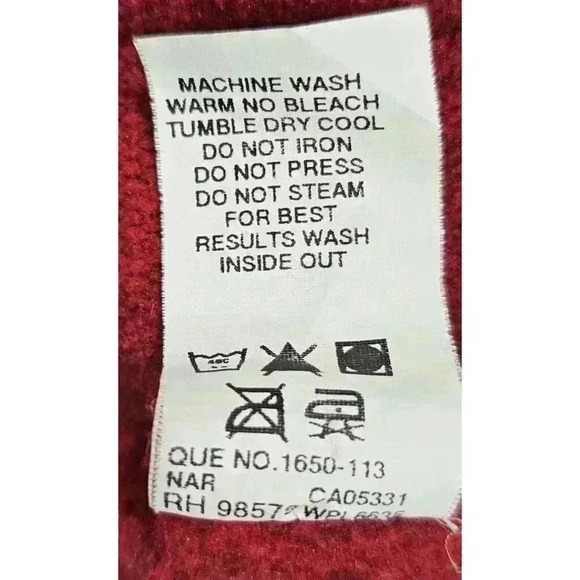 MACHINE WASH
WARM NO BLEACH
TUMBLE DRY COOL
DO NOT IRON
DO NOT PRESS
DO NOT STEAM
FOR BEST
RESULTS WASH
INSIDE OUT
40C
QUE NO.1650-113
NAR CA05331
RH 9857